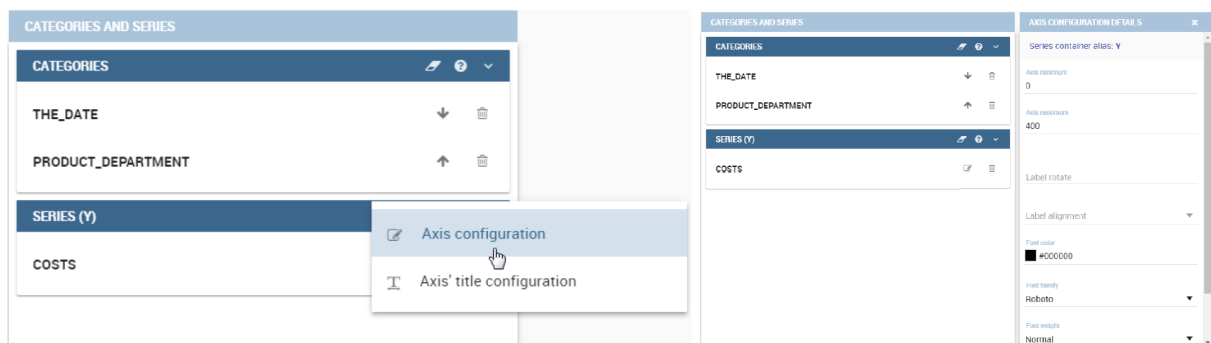 CATEGORIES AND SERIES
CATEGORIES
THE_DATE
PRODUCT_DEPARTMENT
SERIES (Y)
COSTS
Axis configuration
Axis' title configuration
CATEGORIES AND SERIES
CATEGORIES
THE_DATE
PRODUCT_DEPARTMENT
SERIES (Y)
COSTS
AXIS CONFIGURATION DETAILS
Series container alias: Y
Axis minimum
0
Axis maximum
400
Label rotate
Label alignment
Font color
#000000
Font family
Roboto
Font weight
Normal